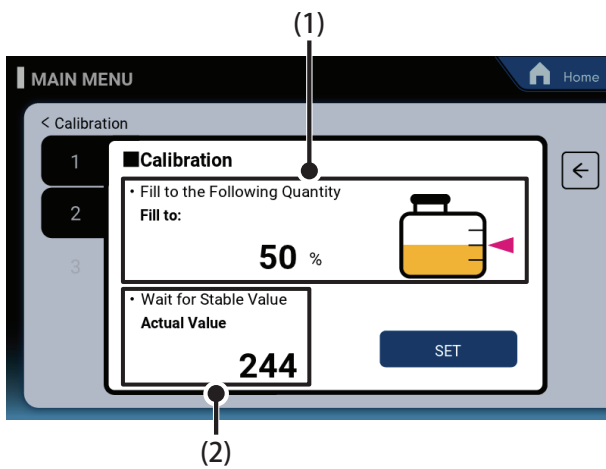 (1)
MAIN MENU
Home
< Calibration
1
2
3
■Calibration
・Fill to the Following Quantity
Fill to:
50 %
・Wait for Stable Value
Actual Value
244
SET
(2)